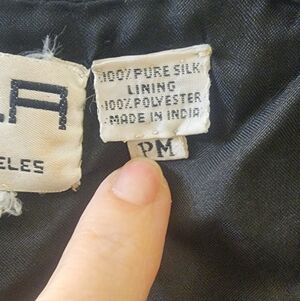 .A
ELES
100% PURE SILK
LINING
100% POLYESTER
MADE IN INDIA
PM